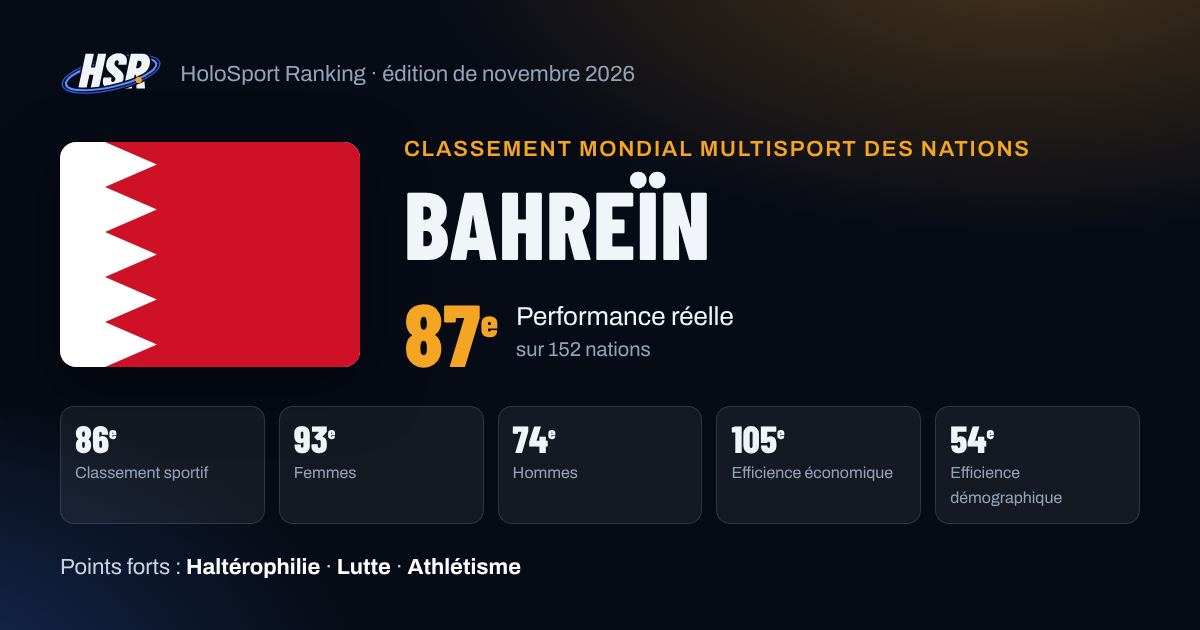 HSR HoloSport Ranking · édition de novembre 2026
CLASSEMENT MONDIAL MULTISPORT DES NATIONS
BAHREÏN
87e Performance réelle
sur 152 nations
86e
Classement sportif
93e
Femmes
74e
Hommes
105e
Efficience économique
54e
Efficience
démographique
Points forts : Haltérophilie · Lutte · Athlétisme